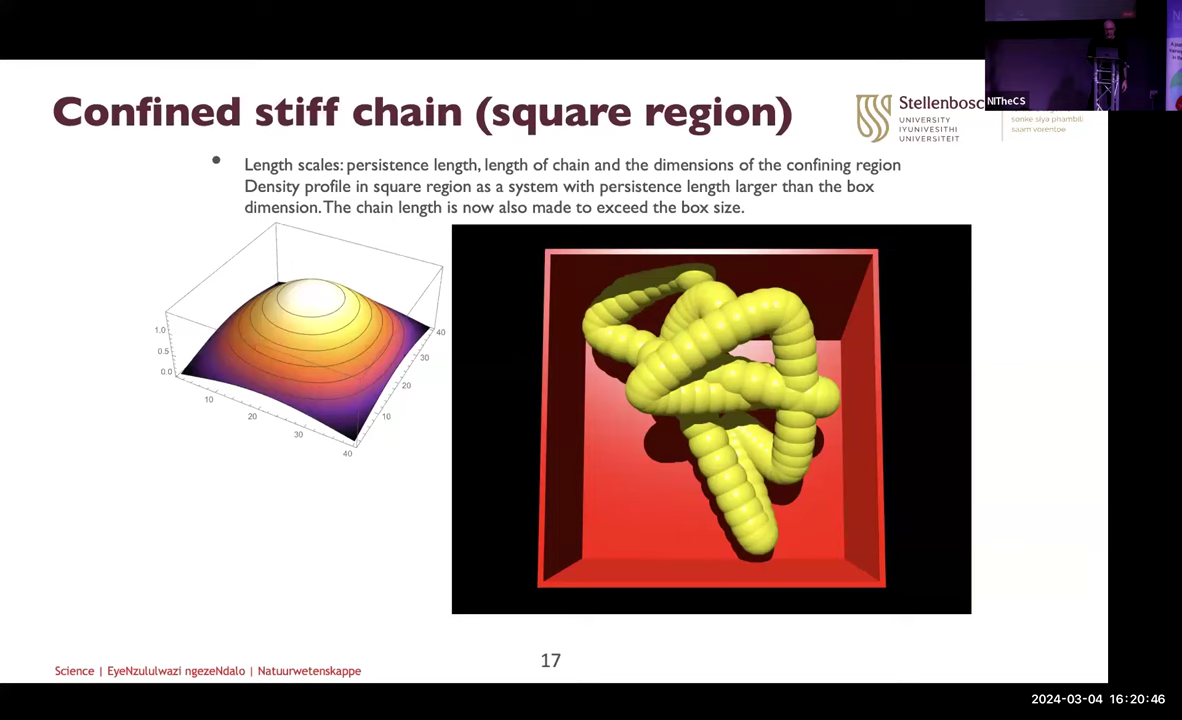 Confined stiff chain (square region)
Stellenbosc
UNIVERSITY
IYUNIVESITHI
UNIVERSITEIT
NITheCS
sonke siya phambili
saam vorentoe
• Length scales: persistence length, length of chain and the dimensions of the confining region
Density profile in square region as a system with persistence length larger than the box
dimension. The chain length is now also made to exceed the box size.
1.0
0.5
0.0
10
20
30
40
10
20
30
40
17
Science | EyeNzululwazi ngezeNdalo | Natuurwetenskappe
2024-03-04 16:20:46